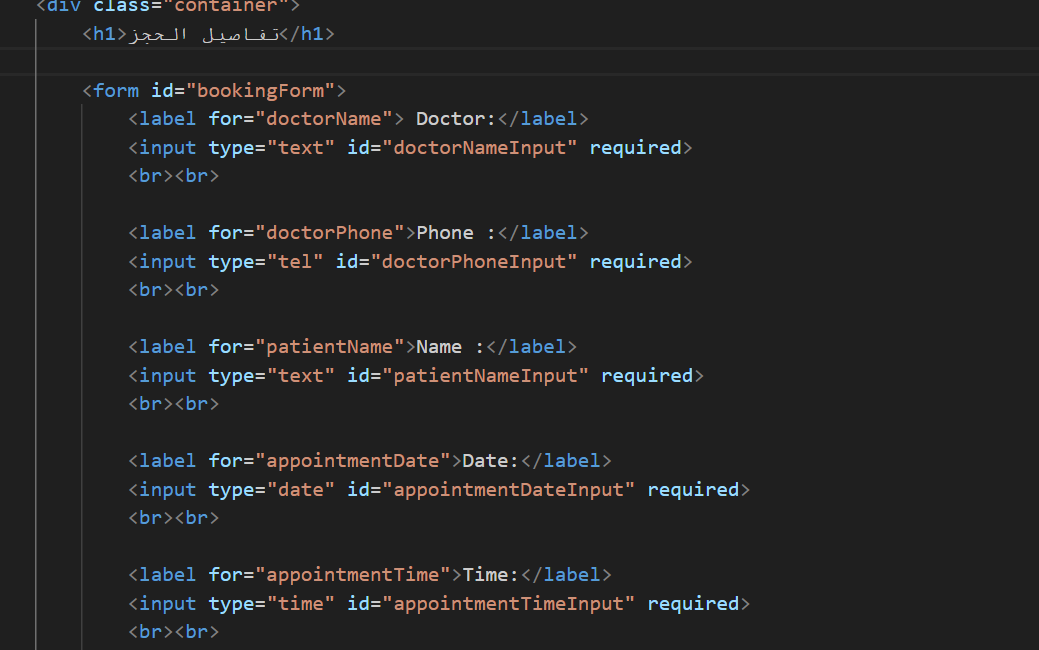 <div class="container">
<h1>تفاصيل الحجز</h1>
<form id="bookingForm">
<label for="doctorName"> Doctor:</label>
<input type="text" id="doctorNameInput" required>
<br><br>
<label for="doctorPhone">Phone :</label>
<input type="tel" id="doctorPhoneInput" required>
<br><br>
<label for="patientName">Name :</label>
<input type="text" id="patientNameInput" required>
<br><br>
<label for="appointmentDate">Date:</label>
<input type="date" id="appointmentDateInput" required>
<br><br>
<label for="appointmentTime">Time:</label>
<input type="time" id="appointmentTimeInput" required>
<br><br>